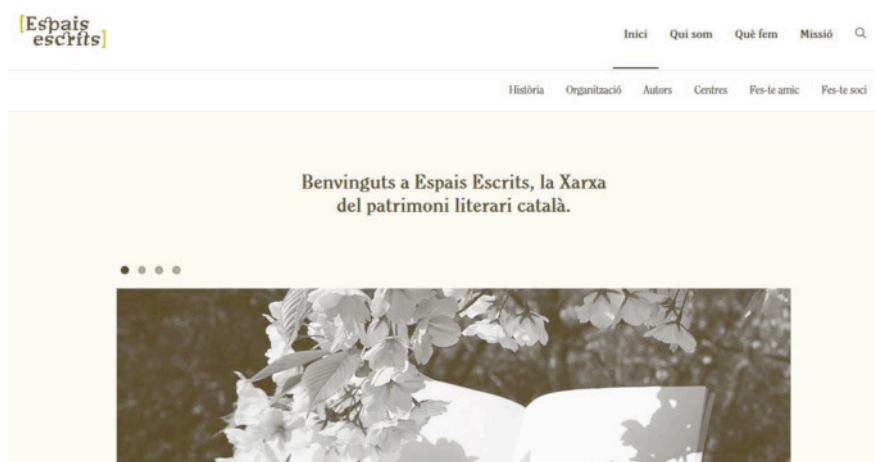 [Espais
escrits]
Inici Qui som Què fem Missió
Història Organització Autors Centres Fes-te amic Fes-te soci
Benvinguts a Espais Escrits, la Xarxa
del patrimoni literari català.